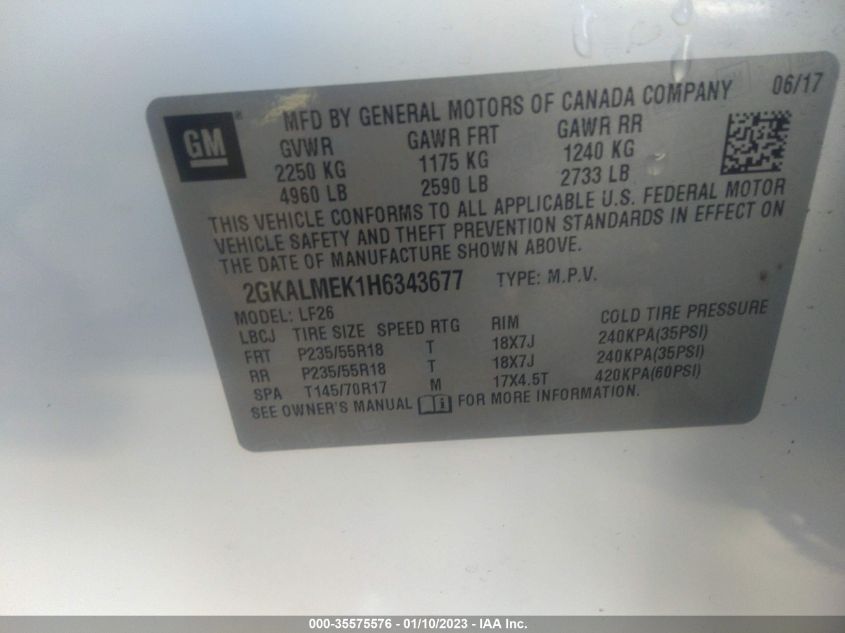 06/17
GM® MFD BY GENERAL MOTORS OF CANADA COMPANY
GVWR GAWR FRT GAWR RR
2250 KG 1175 KG 1240 KG
4960 LB 2590 LB 2733 LB
THIS VEHICLE CONFORMS TO ALL APPLICABLE U.S. FEDERAL MOTOR
VEHICLE SAFETY AND THEFT PREVENTION STANDARDS IN EFFECT ON
THE DATE OF MANUFACTURE SHOWN ABOVE.
2GKALMEK1H6343677 TYPE: M.P.V.
MODEL: LF26
LBCJ TIRE SIZE SPEED RTG RIM COLD TIRE PRESSURE
FRT P235/55R18 T 18X7J 240KPA(35PSI)
RR P235/55R18 T 18X7J 240KPA(35PSI)
SPA T145/70R17 M 17X4.5T 420KPA(60PSI)
SEE OWNER'S MANUAL FOR MORE INFORMATION.
000-35575576 - 01/10/2023 - IAA Inc.